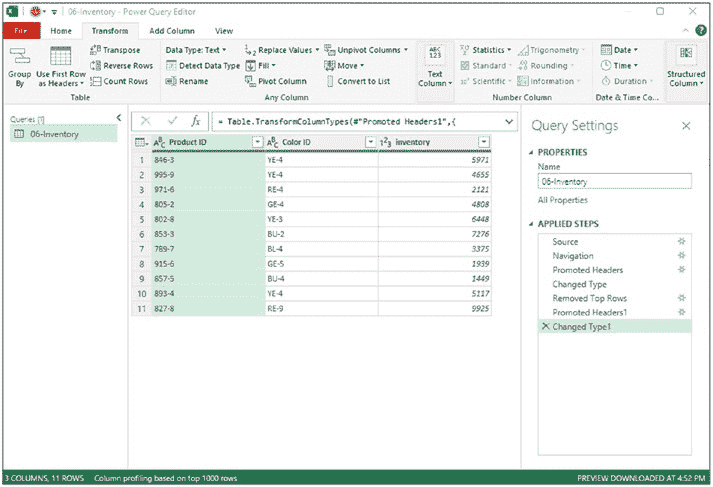 06-Inventory - Power Query Editor
File Home Transform Add Column View
Group By
Use First Row as Headers
Transpose
Reverse Rows
Count Rows
Table
Data Type: Text
Detect Data Type
Rename
Replace Values
Fill
Pivot Column
Unpivot Columns
Move
Convert to List
Any Column
ABC
123
Text Column
Statistics
Standard
Scientific
Trigonometry
Rounding
Information
Number Column
Date
Time
Duration
Date & Time Co...
Structured Column
Queries [1]
06-Inventory
fx = Table.TransformColumnTypes(#"Promoted Headers1",{
ABC Product ID ABC Color ID 123 inventory
1 846-3 YE-4 5971
2 995-9 YE-4 4655
3 971-6 RE-4 2121
4 805-2 GE-4 4808
5 802-8 YE-3 6448
6 853-3 BU-2 7276
7 789-7 BL-4 3375
8 915-6 GE-5 1939
9 857-5 BU-4 1449
10 893-4 YE-4 5117
11 827-8 RE-9 9925
Query Settings
PROPERTIES
Name
06-Inventory
All Properties
APPLIED STEPS
Source
Navigation
Promoted Headers
Changed Type
Removed Top Rows
Promoted Headers1
Changed Type1
3 COLUMNS, 11 ROWS Column profiling based on top 1000 rows PREVIEW DOWNLOADED AT 4:52 PM